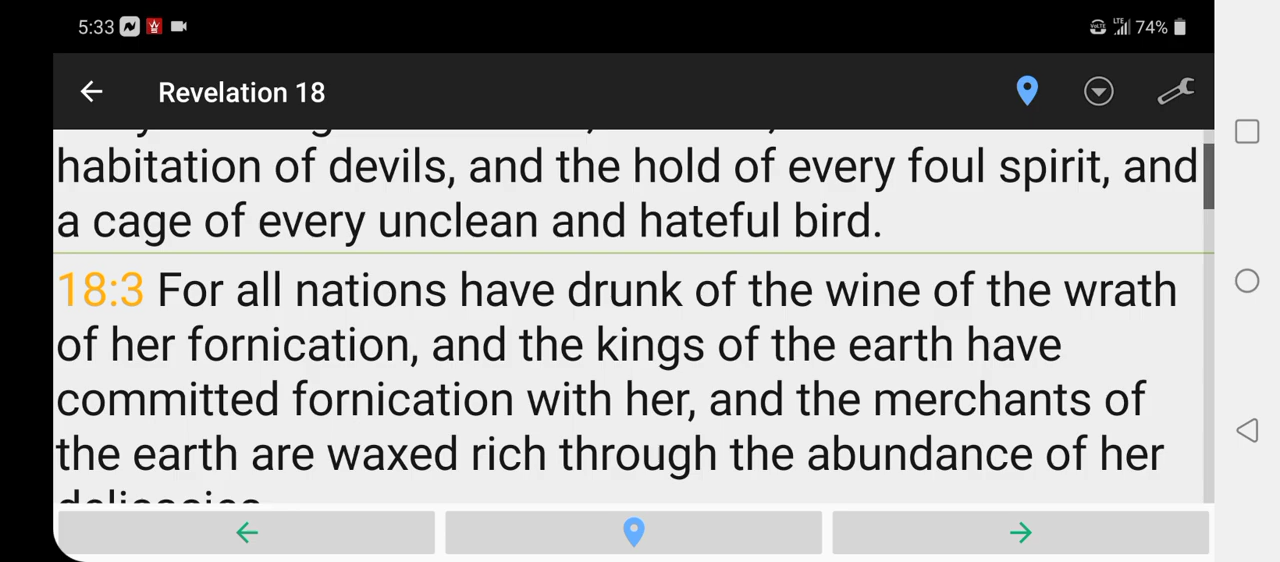 5:33
VoLTE LTE 74%
Revelation 18
habitation of devils, and the hold of every foul spirit, and
a cage of every unclean and hateful bird.
18:3 For all nations have drunk of the wine of the wrath
of her fornication, and the kings of the earth have
committed fornication with her, and the merchants of
the earth are waxed rich through the abundance of her